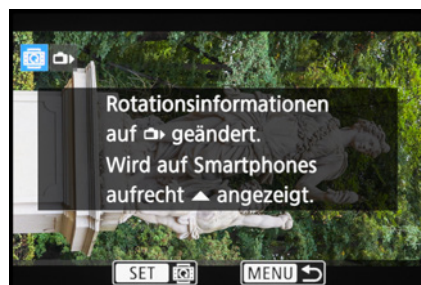 Rotationsinformationen
auf geändert.
Wird auf Smartphones
aufrecht angezeigt.
SET MENU